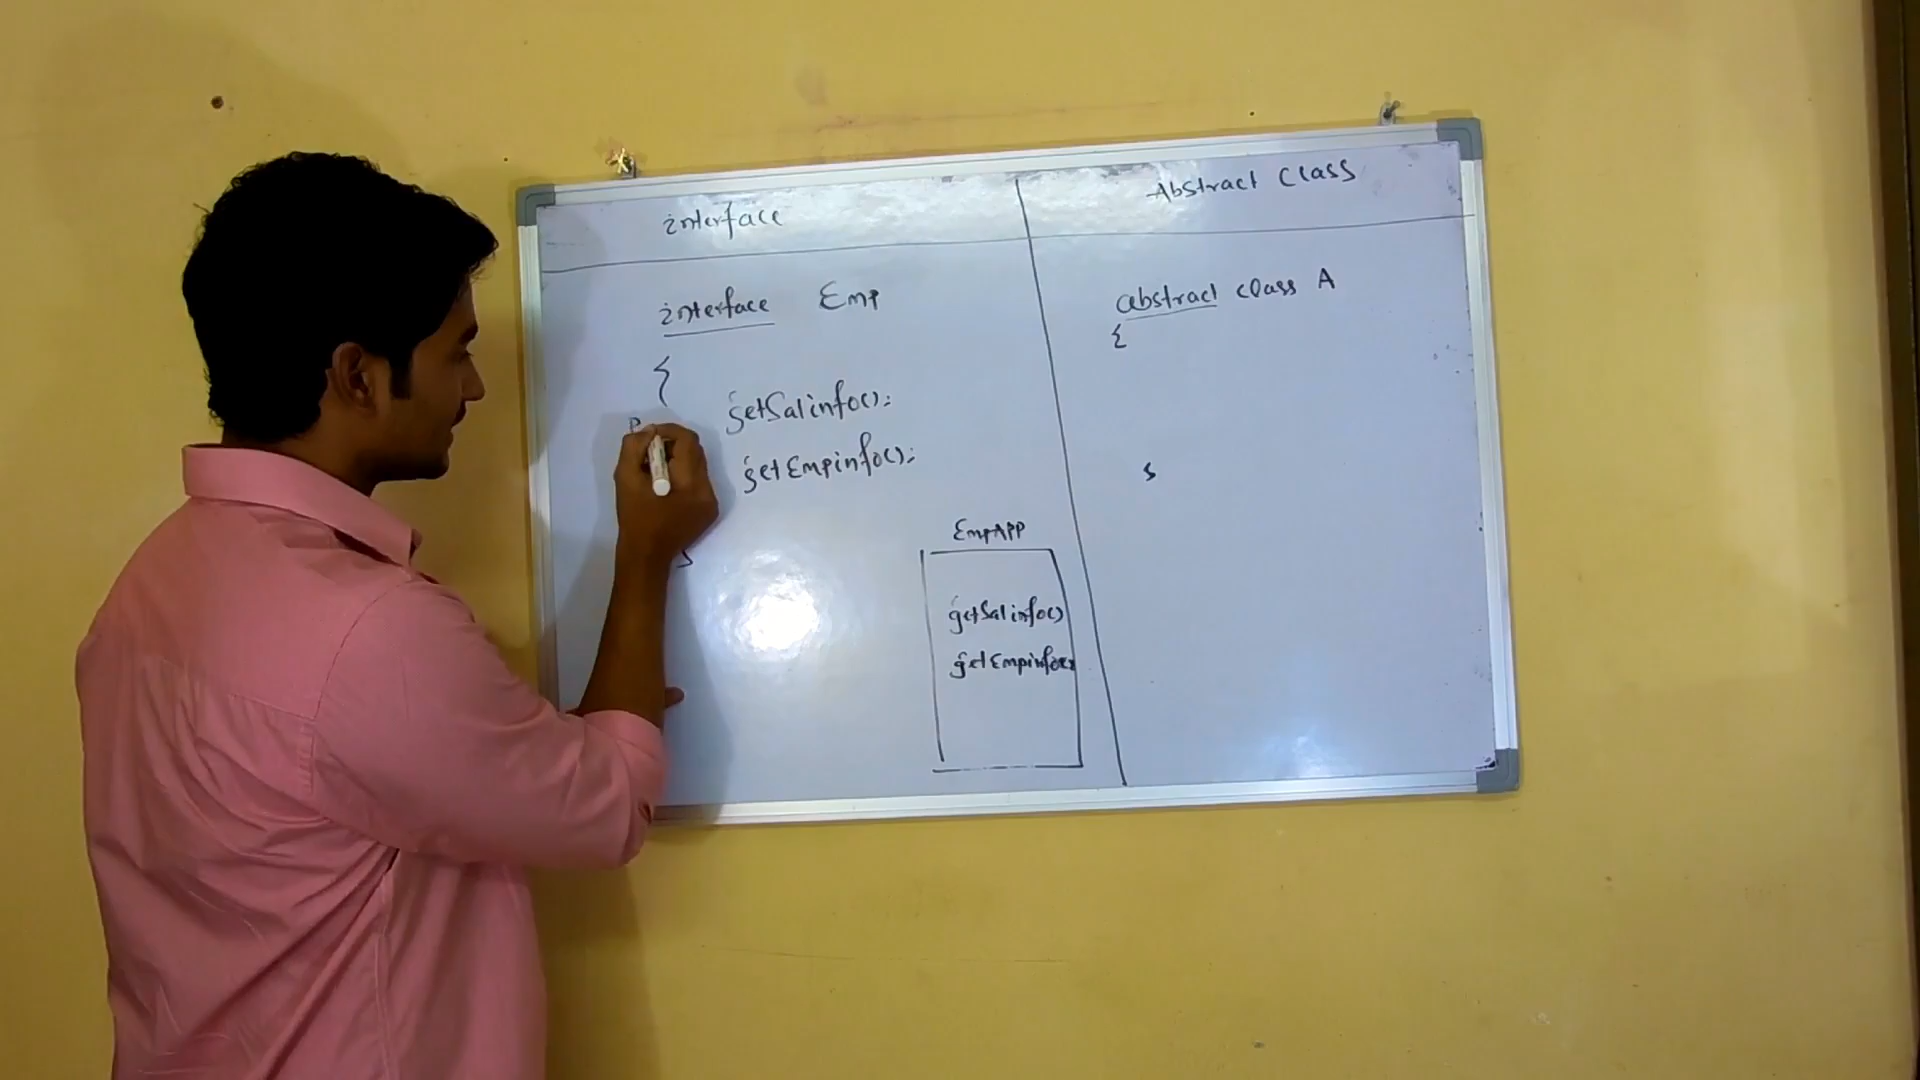 interface
interface Emp
{
getSalinfo();
P
getEmpinfo();
}
EmpAPP
getSalinfo()
getEmpinfo()
Abstract Class
abstract class A
{
}